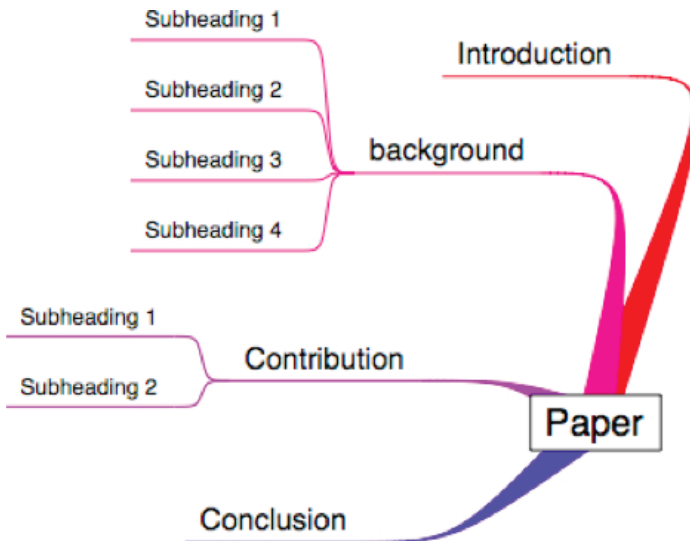 Introduction
Subheading 1
Subheading 2
background
Subheading 3
Subheading 4
Subheading 1
Contribution
Subheading 2
Paper
Conclusion